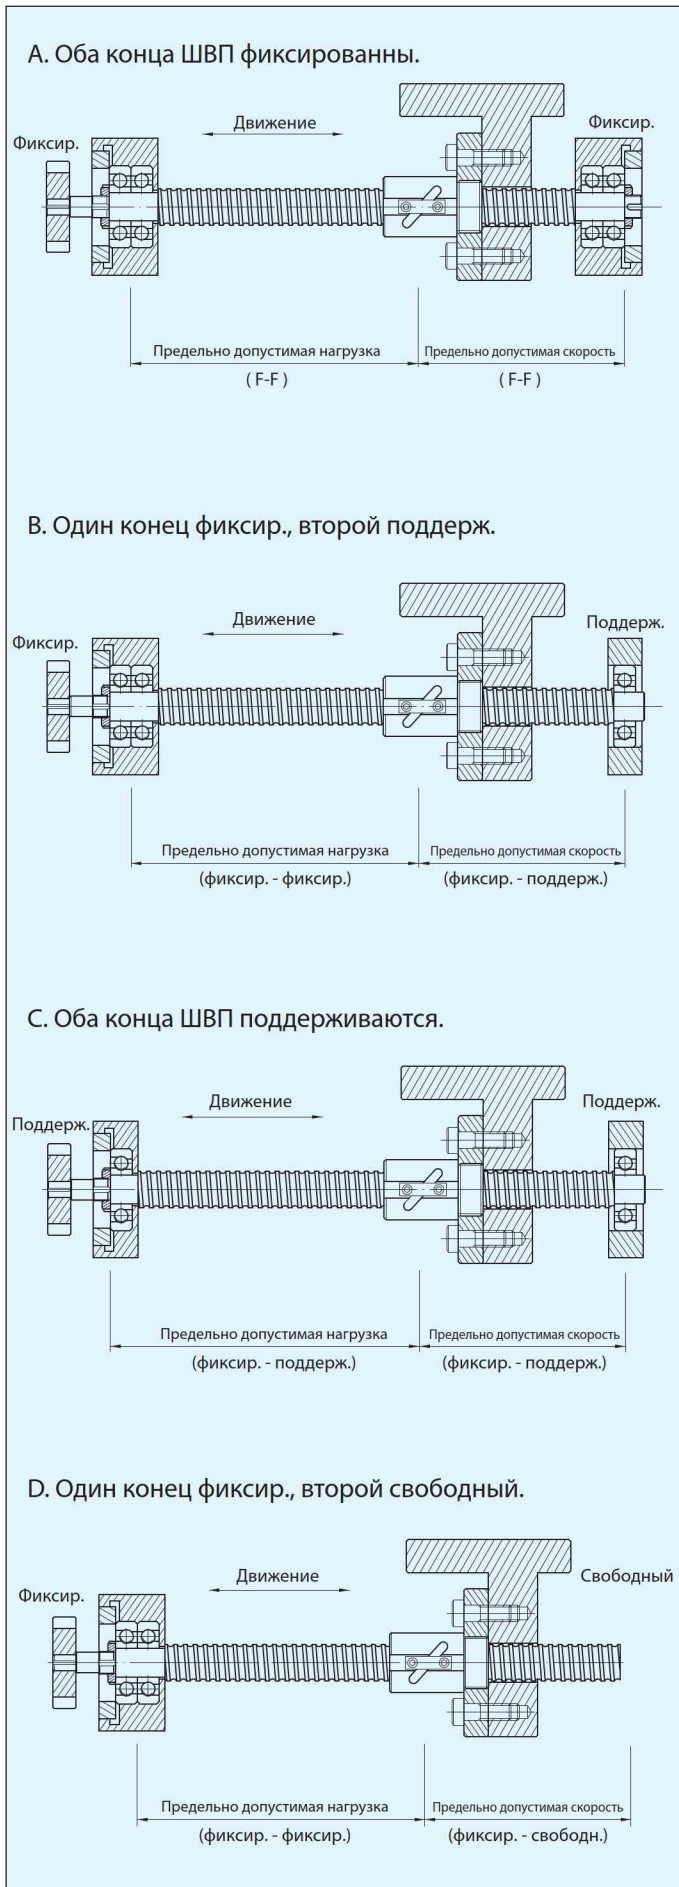 A. Оба конца ШВП фиксированны.
Движение
Фиксир.
Фиксир.
Предельно допустимая нагрузка
Предельно допустимая скорость
( F-F )
( F-F )
B. Один конец фиксир., второй поддерж.
Движение
Фиксир.
Поддерж.
Предельно допустимая нагрузка
Предельно допустимая скорость
(фиксир. - фиксир.)
(фиксир. - поддерж.)
C. Оба конца ШВП поддерживаются.
Движение
Поддерж.
Поддерж.
Предельно допустимая нагрузка
Предельно допустимая скорость
(фиксир. - поддерж.)
(фиксир. - поддерж.)
D. Один конец фиксир., второй свободный.
Движение
Свободный
Фиксир.
Предельно допустимая нагрузка
Предельно допустимая скорость
(фиксир. - фиксир.)
(фиксир. - свободн.)